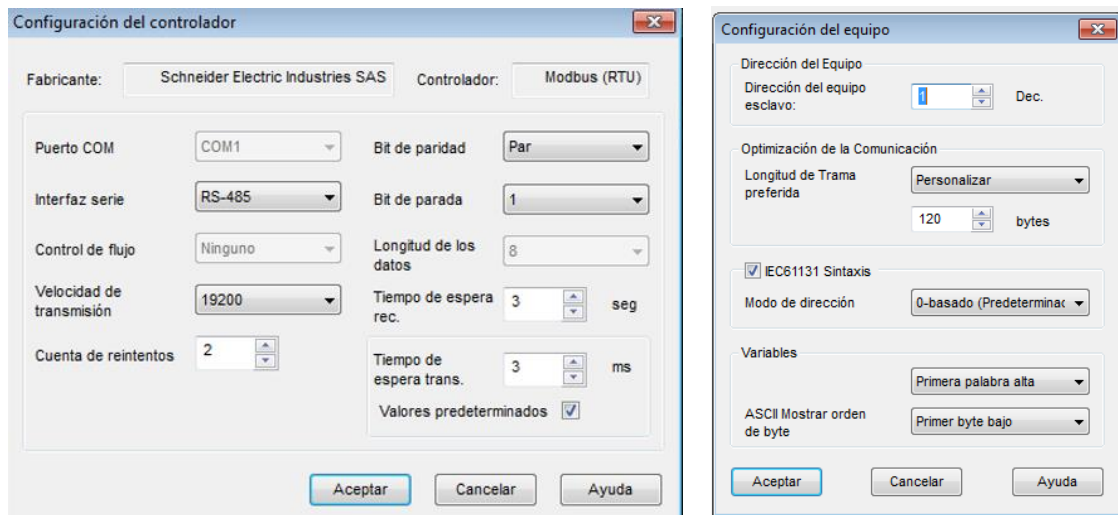 Configuración del controlador
Fabricante: Schneider Electric Industries SAS Controlador: Modbus (RTU)
Puerto COM COM1 Bit de paridad Par
Interfaz serie RS-485 Bit de parada 1
Control de flujo Ninguno Longitud de los datos 8
Velocidad de transmisión 19200 Tiempo de espera rec. 3 seg
Cuenta de reintentos 2 Tiempo de espera trans. 3 ms
Valores predeterminados
Aceptar Cancelar Ayuda
Configuración del equipo
Dirección del Equipo
Dirección del equipo esclavo: 1 Dec.
Optimización de la Comunicación
Longitud de Trama preferida Personalizar
120 bytes
IEC61131 Sintaxis
Modo de dirección 0-basado (Predeterminac
Variables
Primera palabra alta
ASCII Mostrar orden de byte Primer byte bajo
Aceptar Cancelar Ayuda